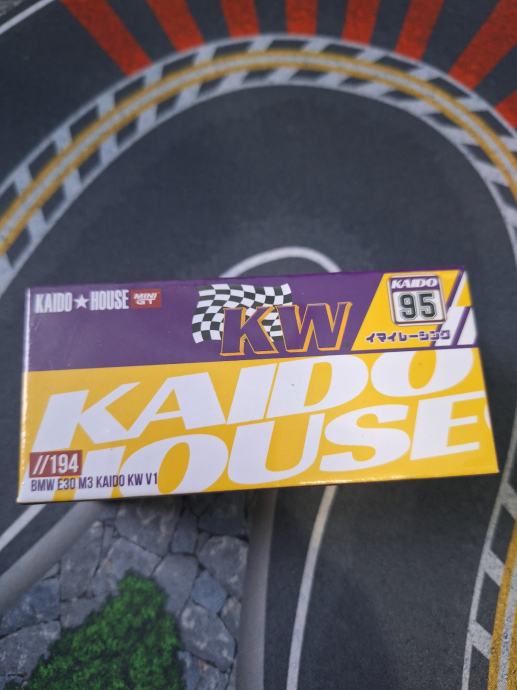 KAIDO★HOUSE MINI GT
KW
KAIDO
95
イマイレーシング
KAIDO
HOUSE
//194
BMW E30 M3 KAIDO KW V1